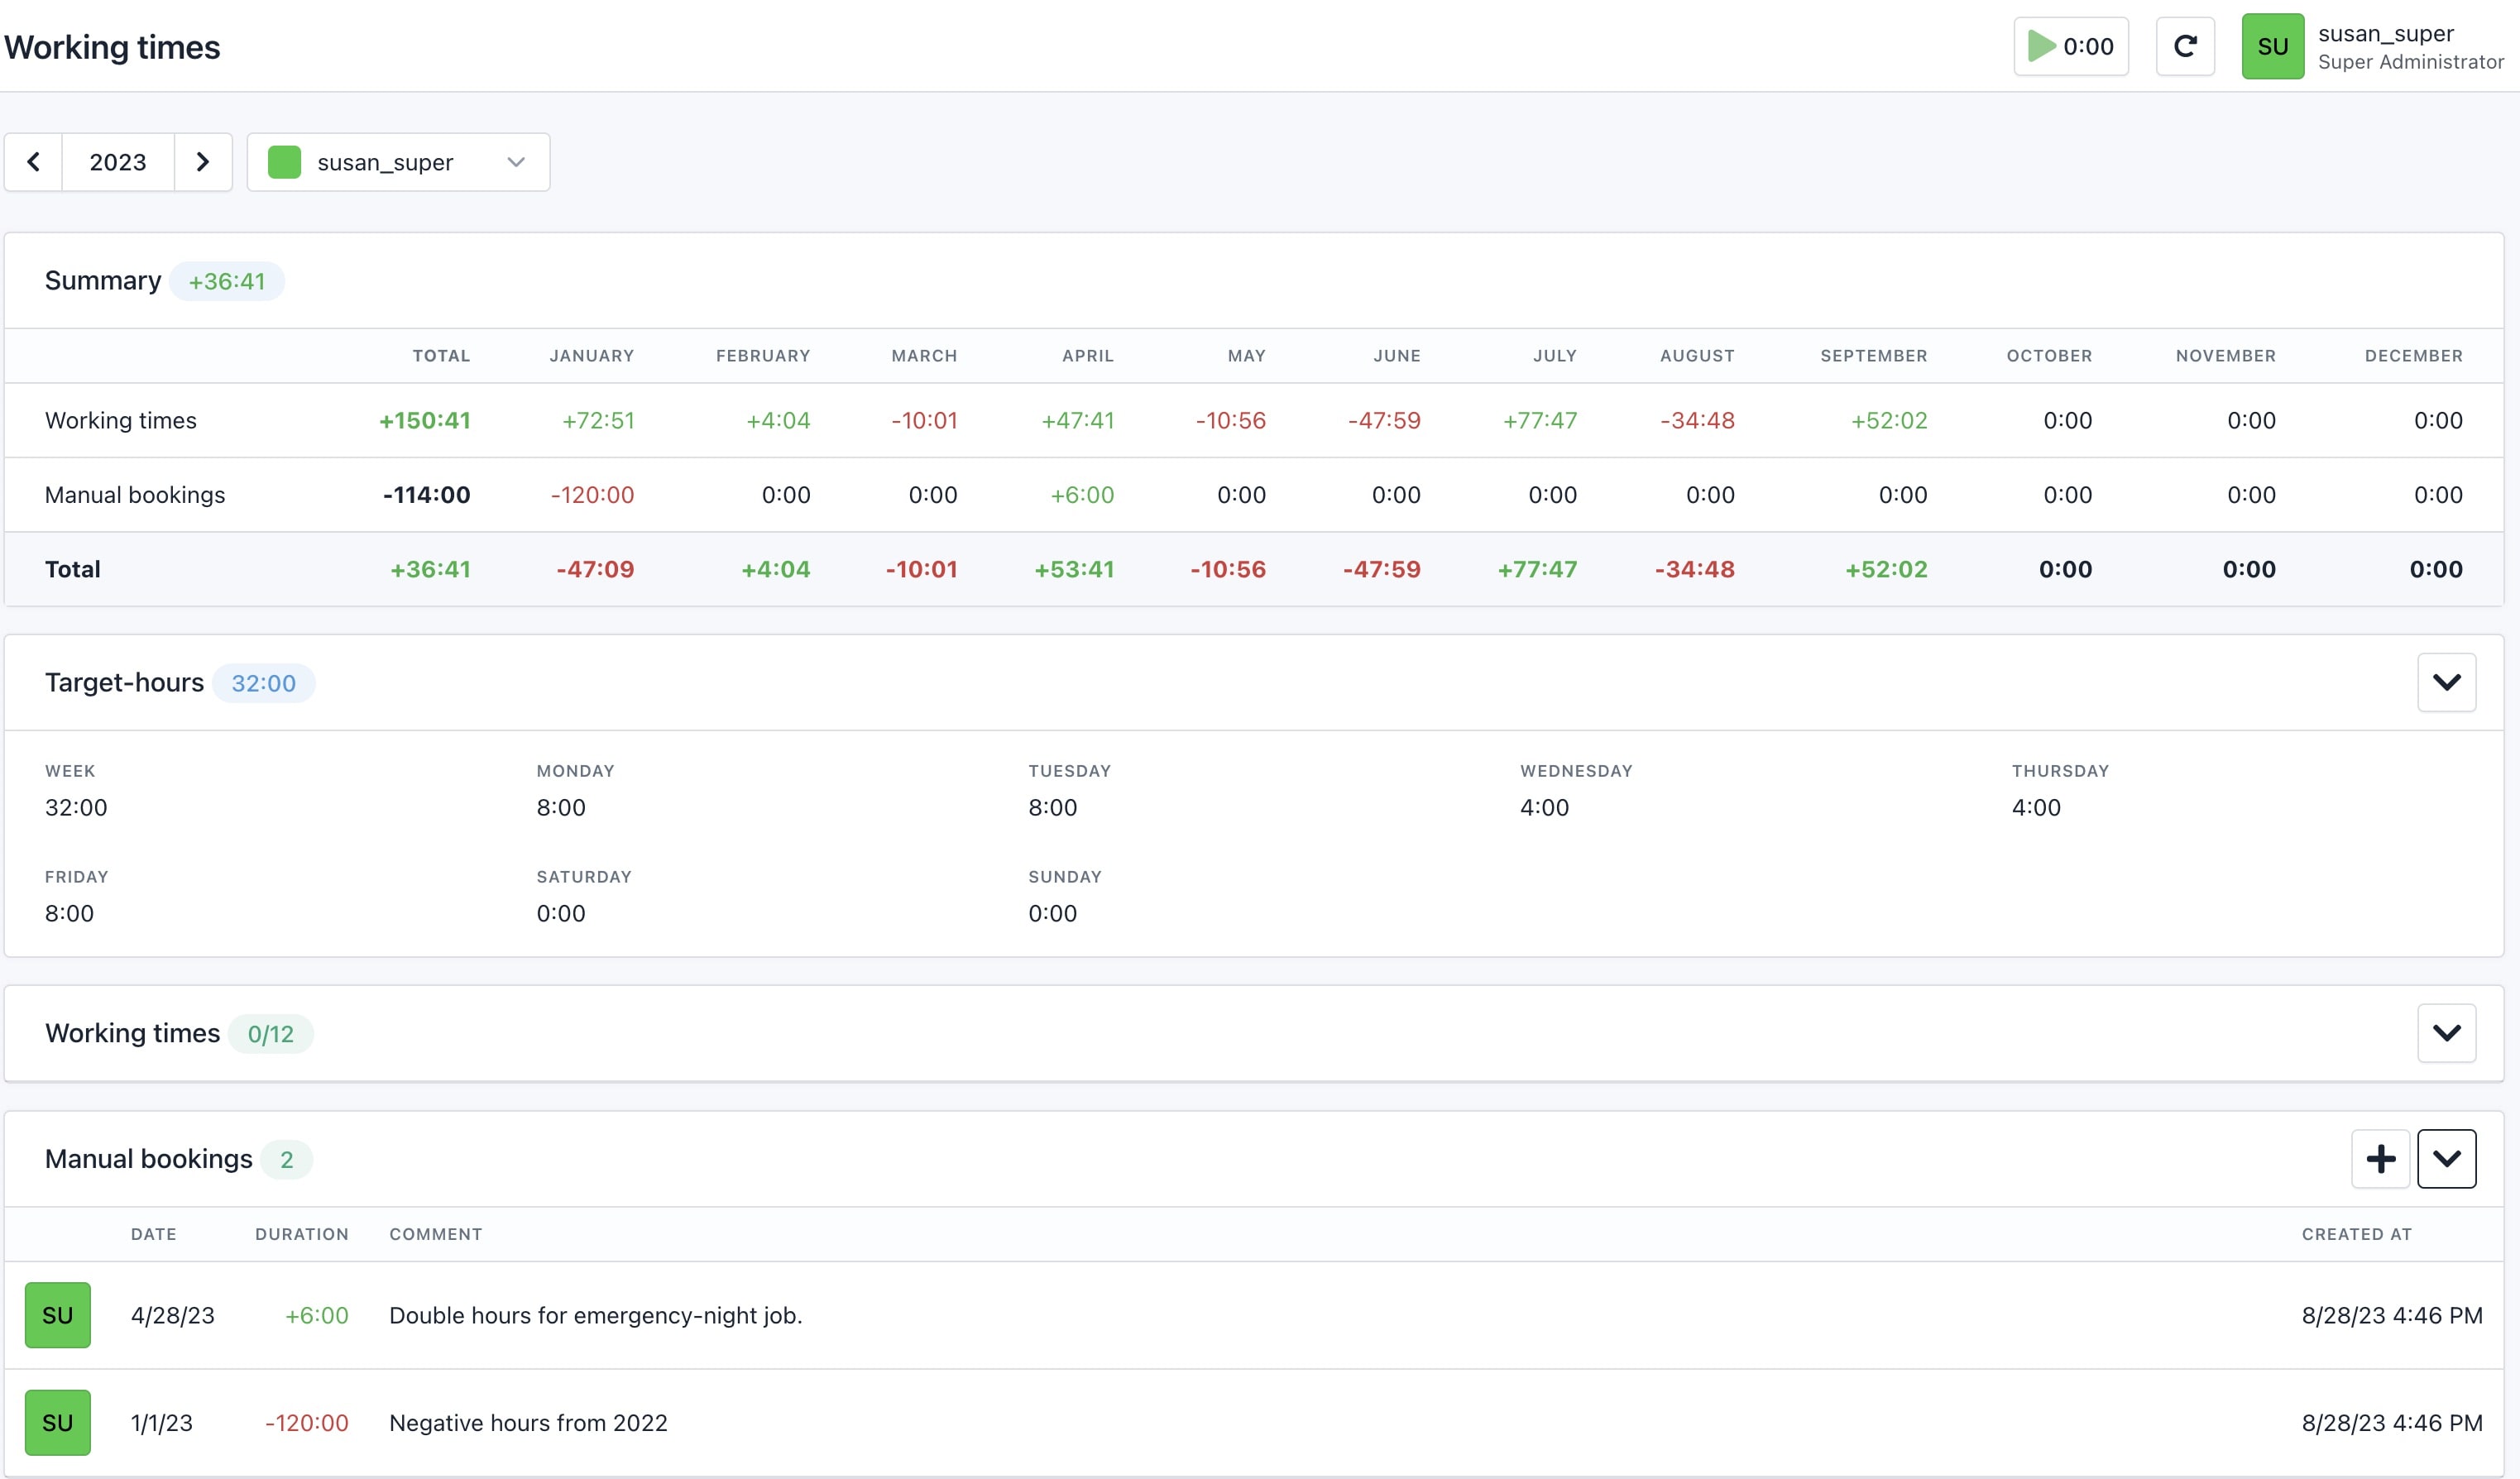 Working times
0:00
SU
susan_super
Super Administrator
2023
susan_super
Summary +36:41
TOTAL JANUARY FEBRUARY MARCH APRIL MAY JUNE JULY AUGUST SEPTEMBER OCTOBER NOVEMBER DECEMBER
Working times +150:41 +72:51 +4:04 -10:01 +47:41 -10:56 -47:59 +77:47 -34:48 +52:02 0:00 0:00 0:00
Manual bookings -114:00 -120:00 0:00 0:00 +6:00 0:00 0:00 0:00 0:00 0:00 0:00 0:00 0:00
Total +36:41 -47:09 +4:04 -10:01 +53:41 -10:56 -47:59 +77:47 -34:48 +52:02 0:00 0:00 0:00
Target-hours 32:00
WEEK MONDAY TUESDAY WEDNESDAY THURSDAY
32:00 8:00 8:00 4:00 4:00
FRIDAY SATURDAY SUNDAY
8:00 0:00 0:00
Working times 0/12
Manual bookings 2
DATE DURATION COMMENT CREATED AT
SU 4/28/23 +6:00 Double hours for emergency-night job. 8/28/23 4:46 PM
SU 1/1/23 -120:00 Negative hours from 2022 8/28/23 4:46 PM